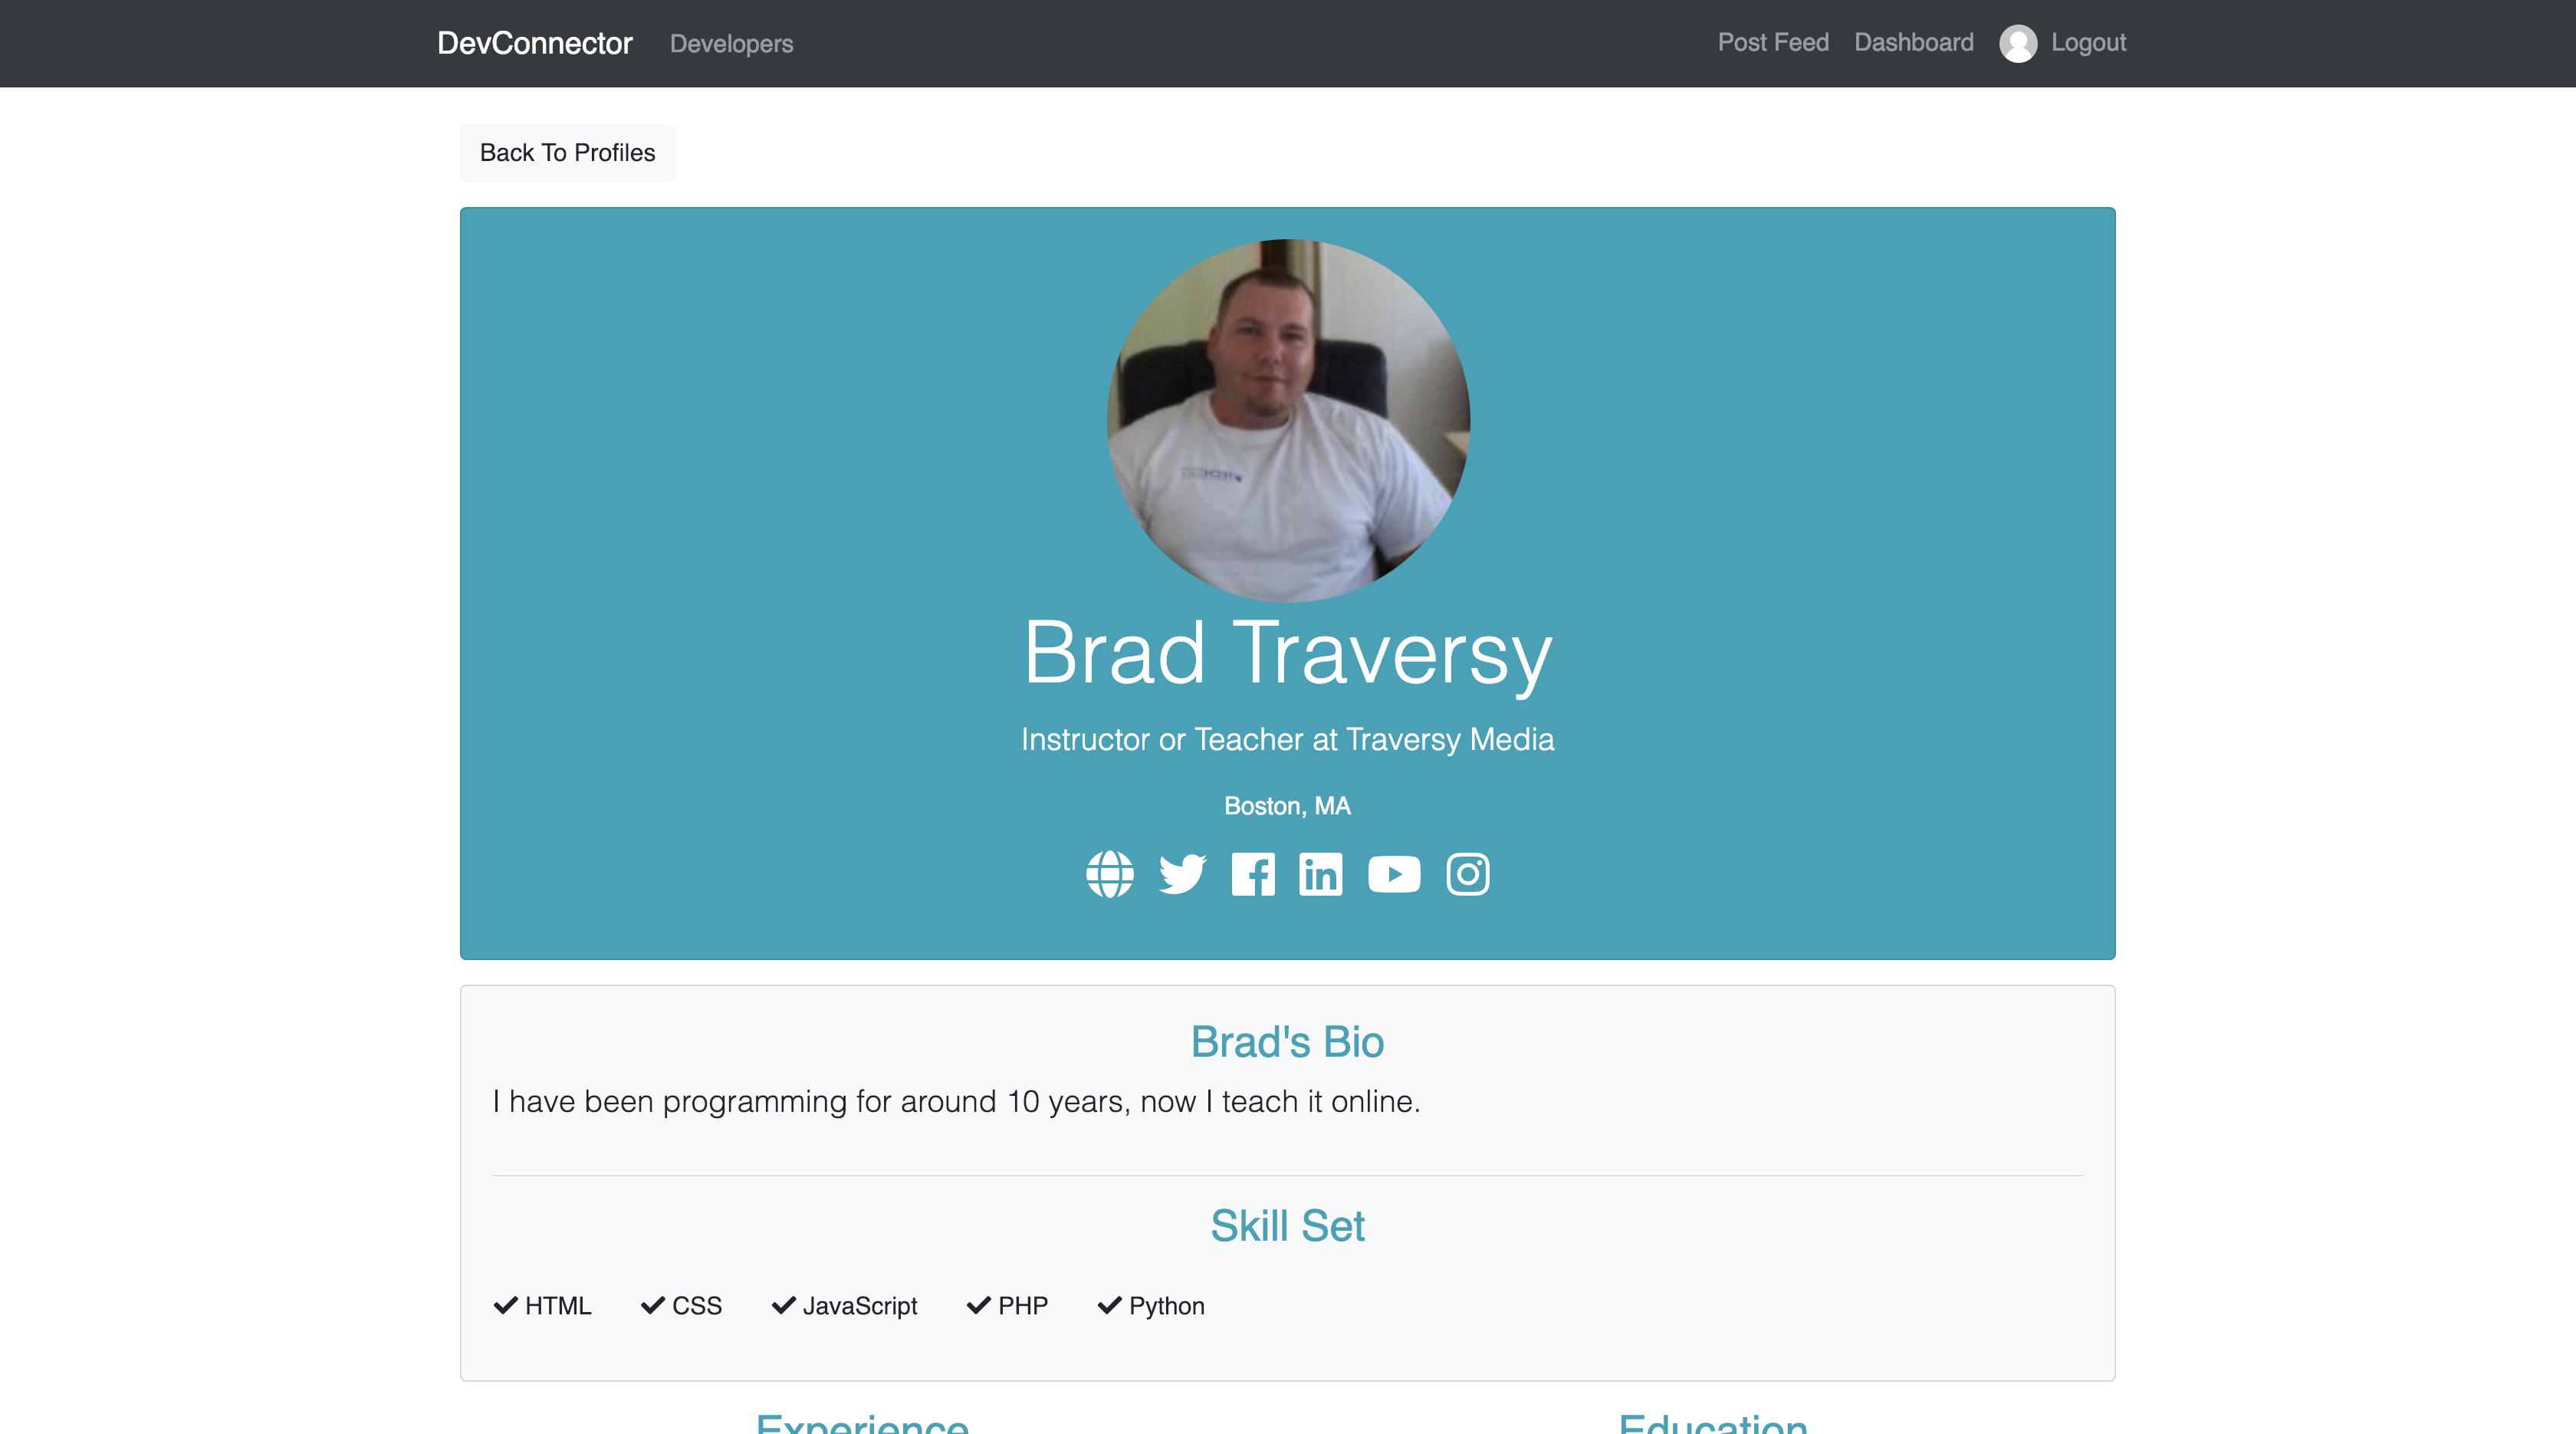 DevConnector Developers Post Feed Dashboard Logout
Back To Profiles
Brad Traversy
Instructor or Teacher at Traversy Media
Boston, MA
Brad's Bio
I have been programming for around 10 years, now I teach it online.
Skill Set
HTML CSS JavaScript PHP Python
Experience Education